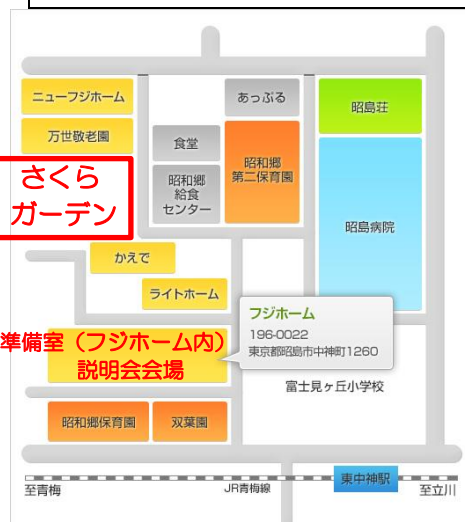 ニューフジホーム
あっぷる
昭島荘
万世敬老園
食堂
昭和郷
第二保育園
さくら
ガーデン
昭和郷
給食
センター
昭島病院
かえで
ライトホーム
フジホーム
196-0022
東京都昭島市中神町1260
準備室（フジホーム内）
説明会会場
富士見ヶ丘小学校
昭和郷保育園
双葉園
東中神駅
至青梅
JR青梅線
至立川